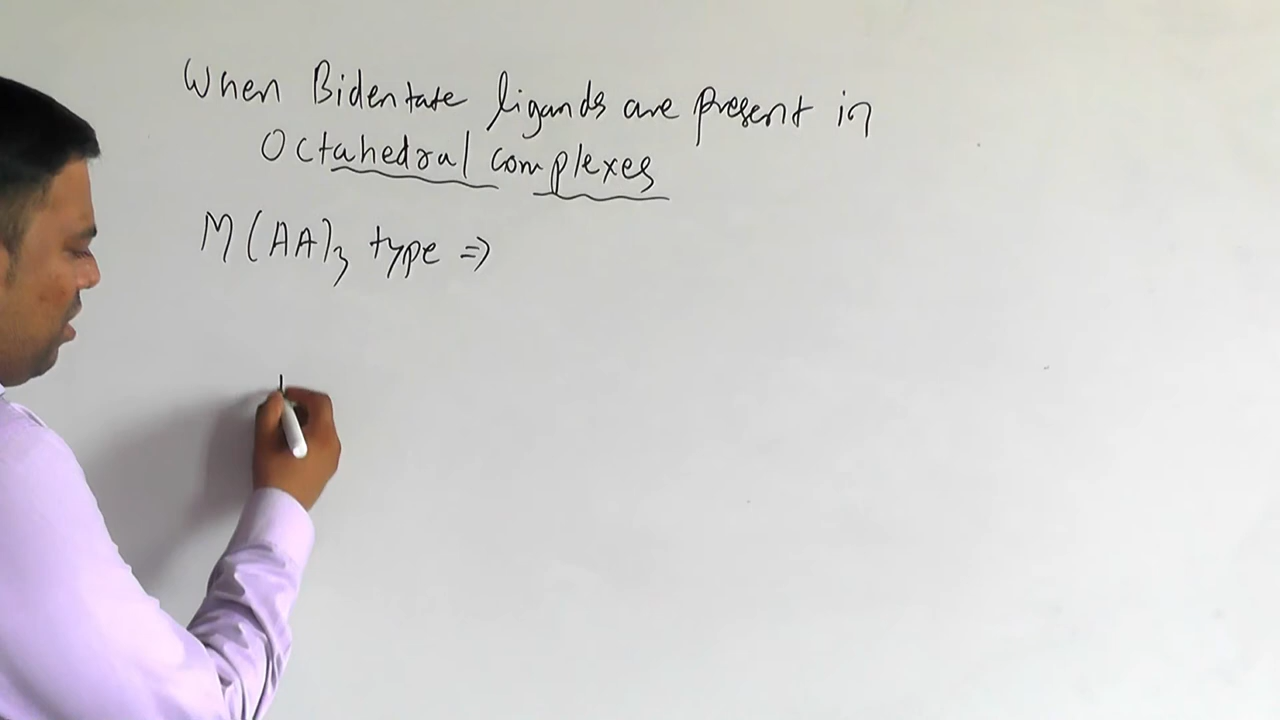 When Bidentate ligands are Present in
Octahedral complexes
M(AA)3 type ⇒